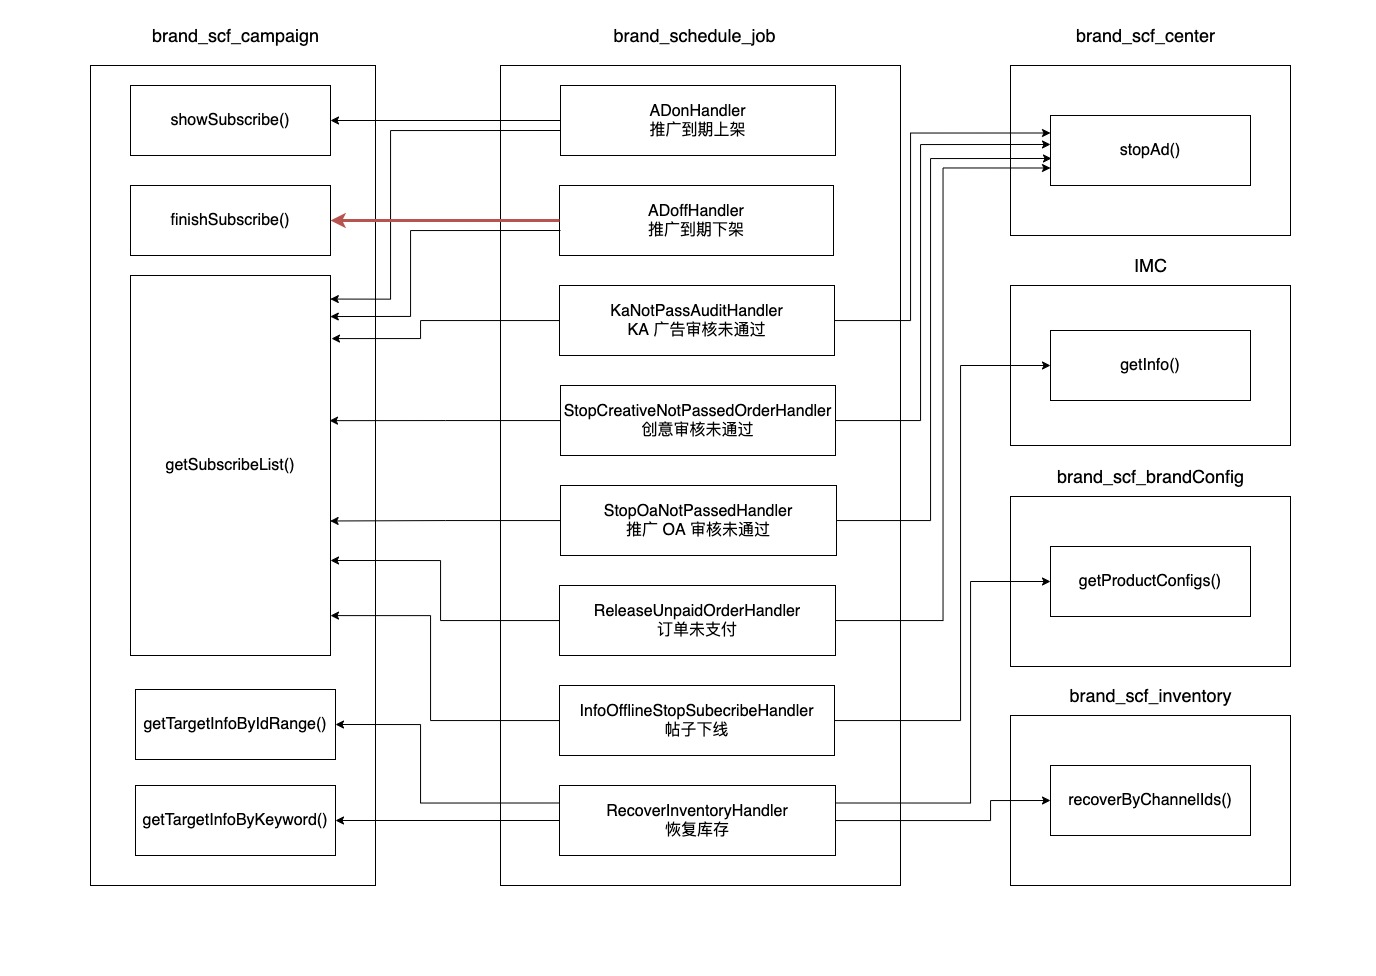 brand_scf_campaign
showSubscribe()
finishSubscribe()
getSubscribeList()
getTargetInfoByIdRange()
getTargetInfoByKeyword()
brand_schedule_job
ADonHandler
推广到期上架
ADoffHandler
推广到期下架
KaNotPassAuditHandler
KA 广告审核未通过
StopCreativeNotPassedOrderHandler
创意审核未通过
StopOaNotPassedHandler
推广 OA 审核未通过
ReleaseUnpaidOrderHandler
订单未支付
InfoOfflineStopSubecribeHandler
帖子下线
RecoverInventoryHandler
恢复库存
brand_scf_center
stopAd()
IMC
getInfo()
brand_scf_brandConfig
getProductConfigs()
brand_scf_inventory
recoverByChannelIds()